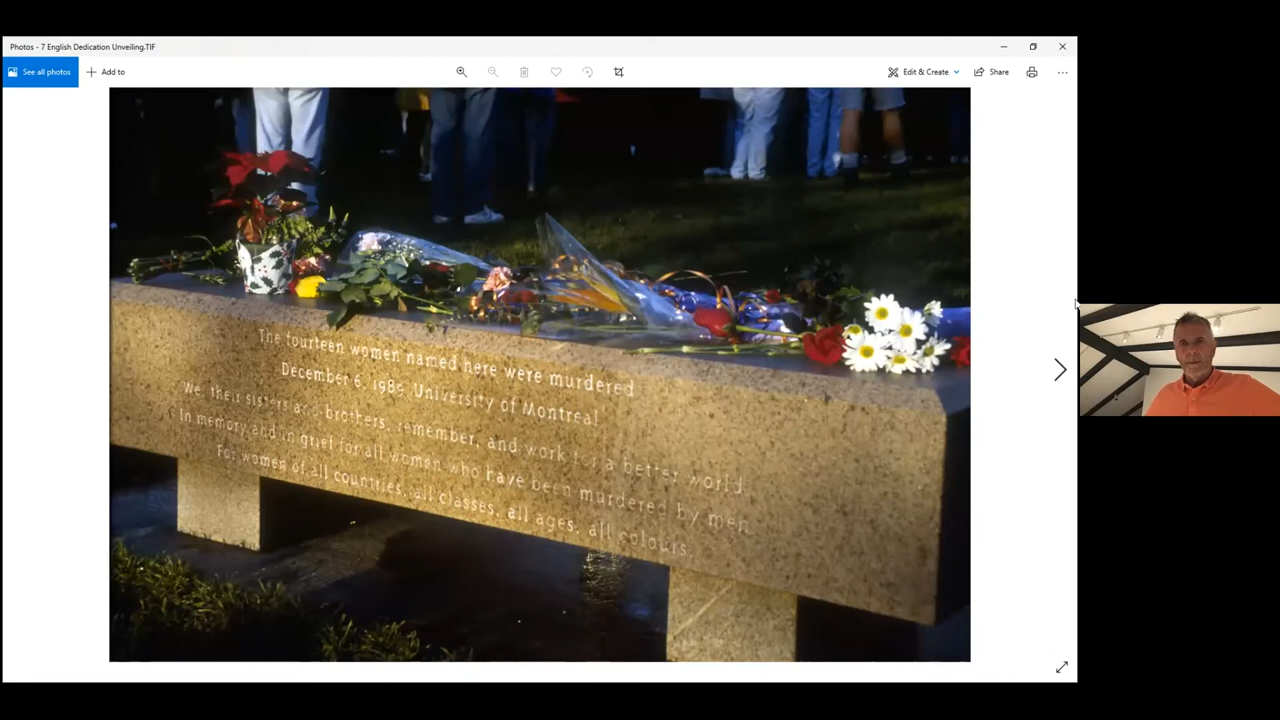 Photos - 7 English Dedication Unveiling.TIF
See all photos
Add to
Edit & Create
Share
The fourteen women named here were murdered
December 6, 1989 University of Montreal
We, their sisters and brothers, remember, and work for a better world.
In memory and in grief for all women who have been murdered by men.
For women of all countries, all classes, all ages, all colours.